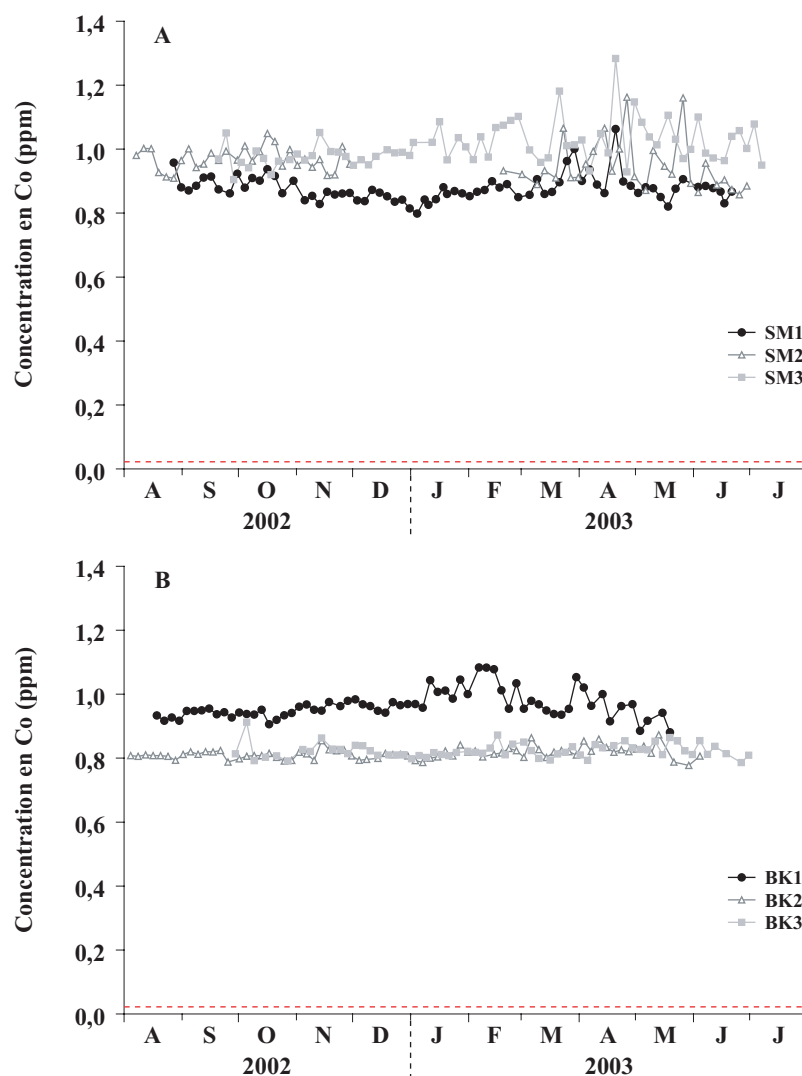 A
Concentration en Co (ppm)
1,4
1,2
1,0
0,8
0,6
0,4
0,2
0,0
SM1
SM2
SM3
A S O N D J F M A M J J
2002 2003
B
Concentration en Co (ppm)
1,4
1,2
1,0
0,8
0,6
0,4
0,2
0,0
BK1
BK2
BK3
A S O N D J F M A M J J
2002 2003